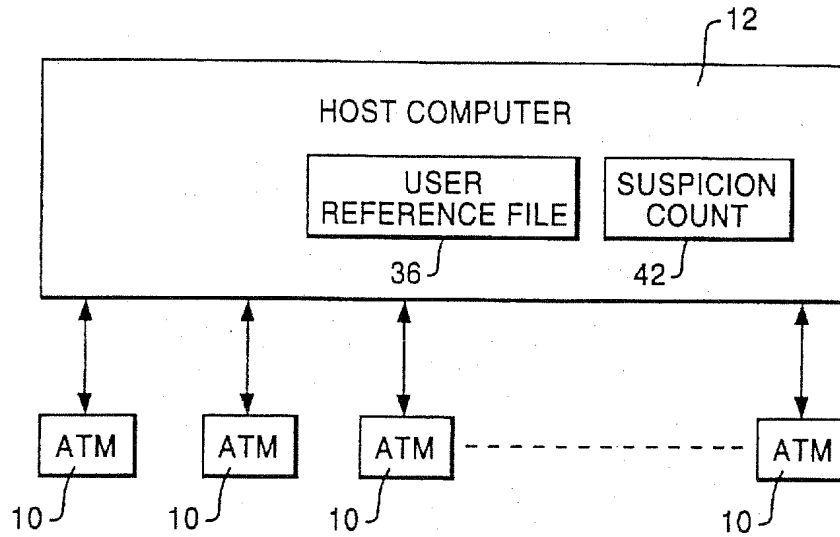 12
HOST COMPUTER
USER
REFERENCE FILE
SUSPICION
COUNT
36
42
ATM
ATM
ATM
ATM
10
10
10
10